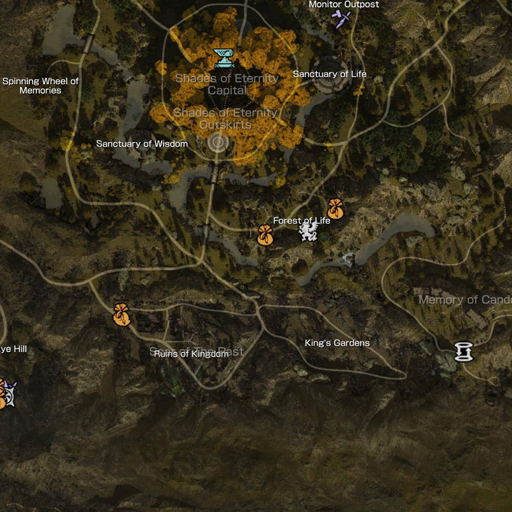 Monitor Outpost
Spinning Wheel of
Memories
Shades of Eternity
Capital
Sanctuary of Life
Shades of Eternity
Outskirts
Sanctuary of Wisdom
Forest of Life
Memory of
King's Gardens
ye Hill
Ruins of Kingdom